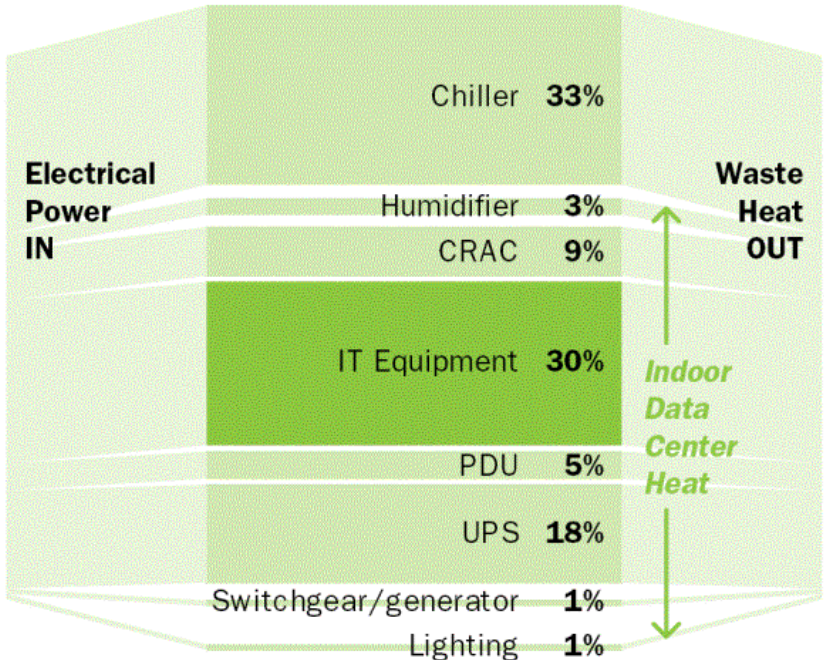 Chiller 33%
Electrical
Power
IN
Waste
Heat
OUT
Humidifier 3%
CRAC 9%
IT Equipment 30%
Indoor
Data
Center
Heat
PDU 5%
UPS 18%
Switchgear/generator 1%
Lighting 1%